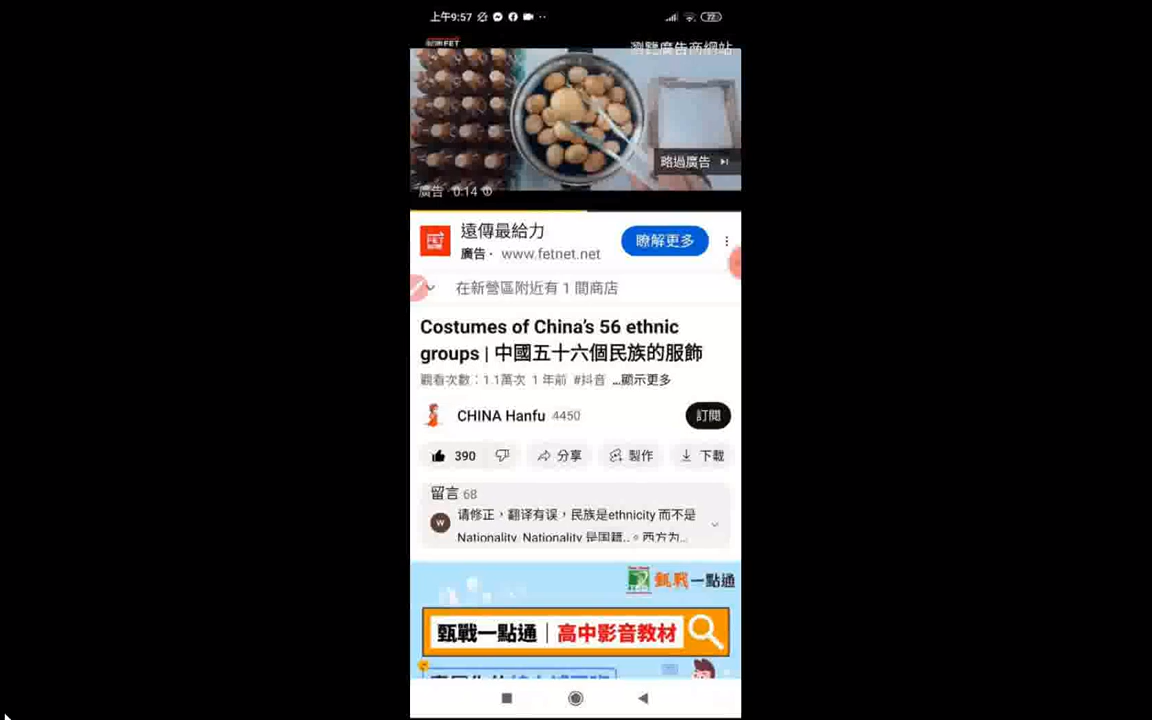 上午9:57
22
瀏覽廣告商網站
略過廣告
廣告 · 0:14
FET
遠傳最給力
廣告 · www.fetnet.net
瞭解更多
在新營區附近有 1 間商店
Costumes of China's 56 ethnic
groups | 中國五十六個民族的服飾
觀看次數：1.1萬次 1 年前 #抖音 ...顯示更多
CHINA Hanfu 4450
訂閱
390
分享
製作
下載
留言 68
W
请修正，翻译有误，民族是ethnicity 而不是
Nationality Nationality 是国籍..。西方为...
甄戰一點通
甄戰一點通｜高中影音教材